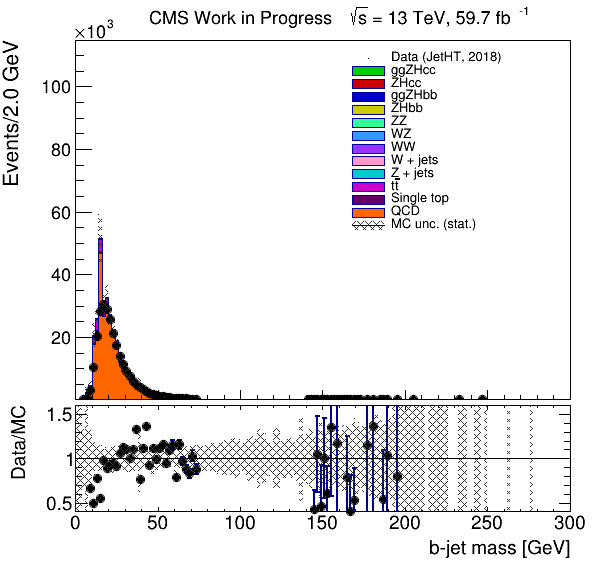 CMS Work in Progress √s = 13 TeV, 59.7 fb⁻¹
×10³
Events/2.0 GeV
100
80
60
40
20
Data (JetHT, 2018)
ggZHcc
ZHcc
ggZHbb
ZHbb
ZZ
WZ
WW
W + jets
Z + jets
tt̄
Single top
QCD
MC unc. (stat.)
Data/MC
1.5
1
0.5
0 50 100 150 200 250 300
b-jet mass [GeV]